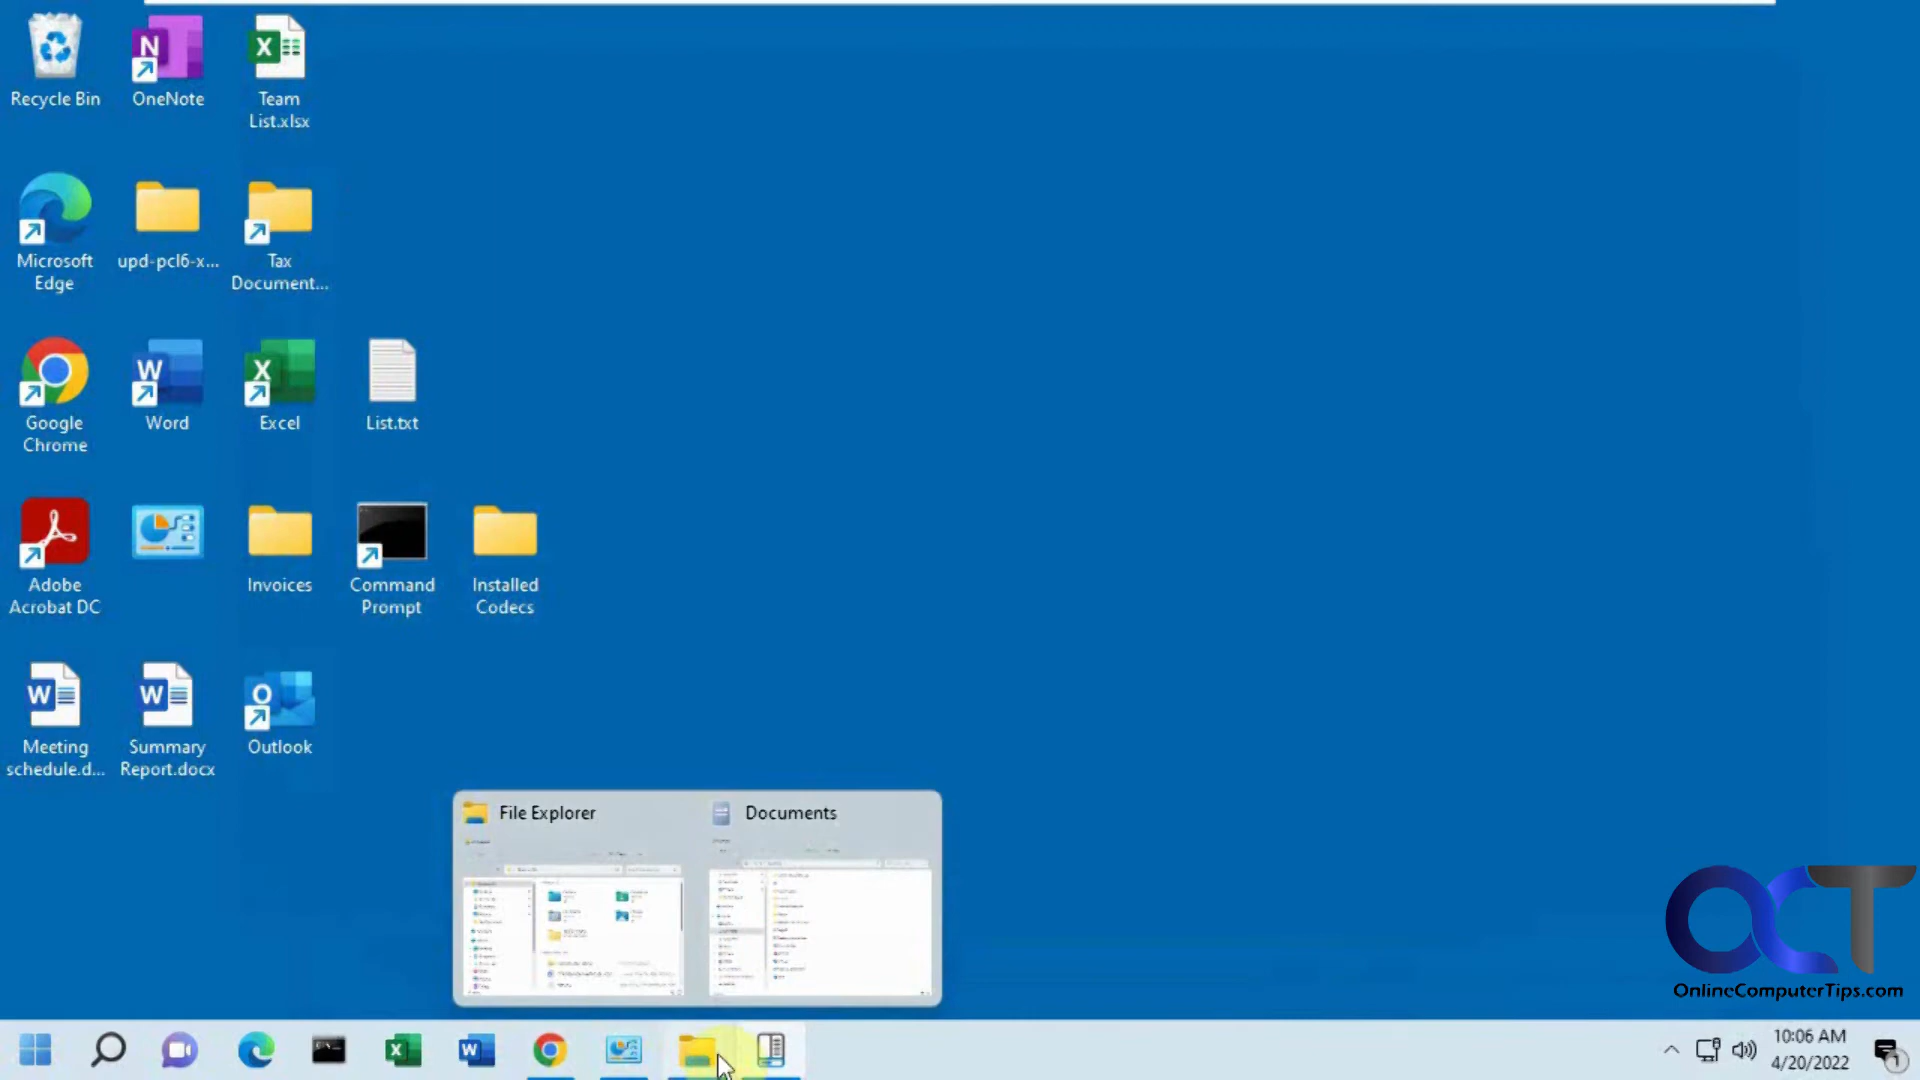 Recycle Bin
OneNote
Team
List.xlsx
Microsoft
Edge
upd-pcl6-x...
Tax
Document...
Google
Chrome
Word
Excel
List.txt
Adobe
Acrobat DC
Invoices
Command
Prompt
Installed
Codecs
Meeting
schedule.d...
Summary
Report.docx
Outlook
File Explorer
Documents
OCT
OnlineComputerTips.com
10:06 AM
4/20/2022
1